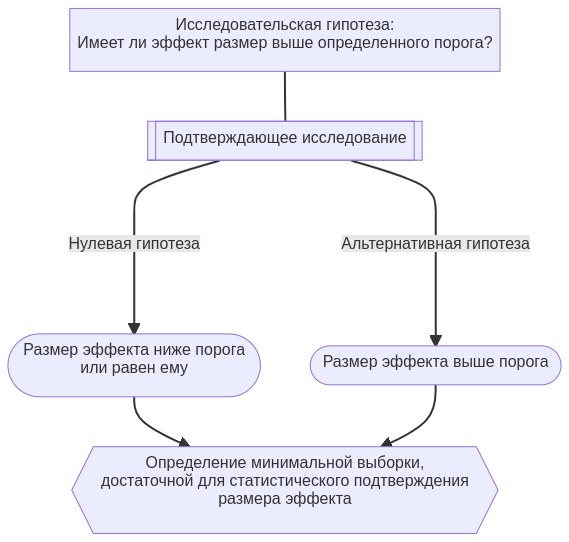 Исследовательская гипотеза:
Имеет ли эффект размер выше определенного порога?
Подтверждающее исследование
Нулевая гипотеза
Альтернативная гипотеза
Размер эффекта ниже порога
или равен ему
Размер эффекта выше порога
Определение минимальной выборки,
достаточной для статистического подтверждения
размера эффекта